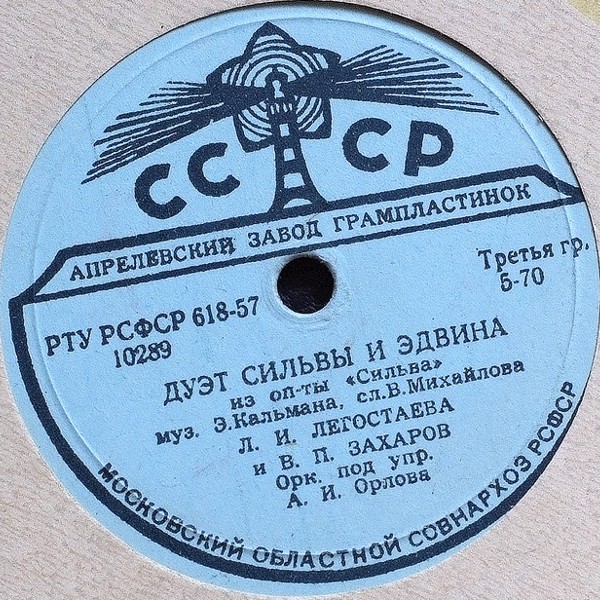 СССР
АПРЕЛЕВСКИЙ ЗАВОД ГРАМПЛАСТИНОК
РТУ РСФСР 618-57
10289
Третья гр.
5-70
ДУЭТ СИЛЬВЫ И ЭДВИНА
из оп-ты «Сильва»
муз. Э.Кальмана, сл.В.Михайлова
Л. И. ЛЕГОСТАЕВА
и В. П. ЗАХАРОВ
Орк. под упр.
А. И. Орлова
МОСКОВСКИЙ ОБЛАСТНОЙ СОВНАРХОЗ РСФСР